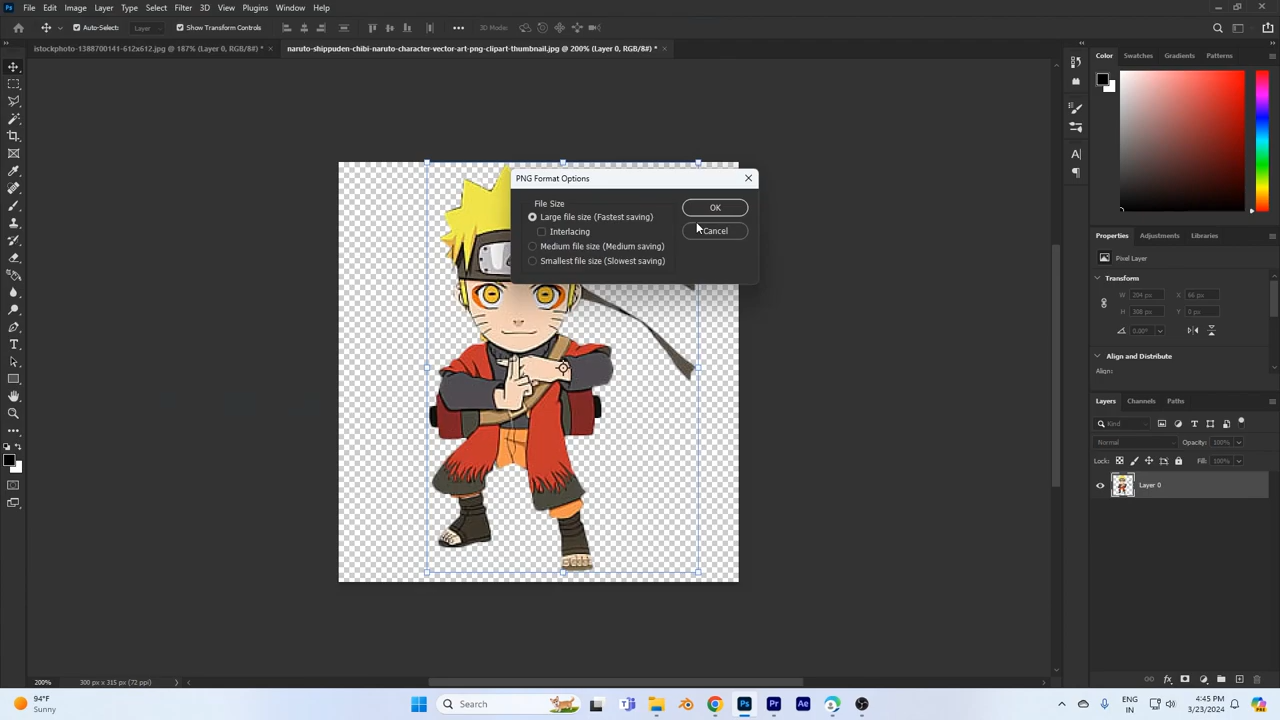 Ps File Edit Image Layer Type Select Filter 3D View Plugins Window Help
Auto-Select: Layer Show Transform Controls 3D Mode:
istockphoto-1388700141-612x612.jpg @ 187% (Layer 0, RGB/8#) * ×
naruto-shippuden-chibi-naruto-character-vector-art-png-clipart-thumbnail.jpg @ 200% (Layer 0, RGB/8#) * ×
Color Swatches Gradients Patterns
PNG Format Options
File Size
Large file size (Fastest saving)
Interlacing
Medium file size (Medium saving)
Smallest file size (Slowest saving)
OK
Cancel
Properties Adjustments Libraries
Pixel Layer
Transform
W 204 px X 66 px
H 308 px Y 0 px
0.00°
Align and Distribute
Align:
Layers Channels Paths
Kind
Normal Opacity: 100%
Lock: Fill: 100%
Layer 0
200% 300 px x 315 px (72 ppi)
94°F
Sunny
Search
ENG
IN
4:45 PM
3/23/2024